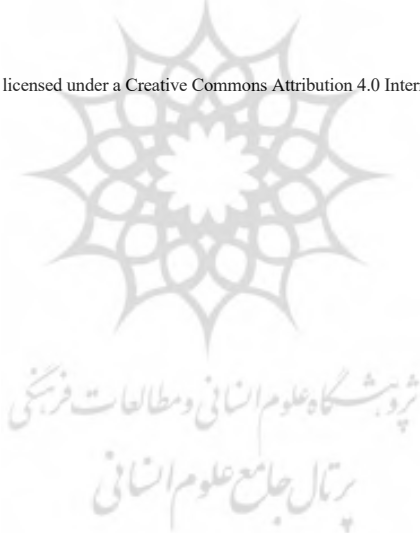 licensed under a Creative Commons Attribution 4.0 Inter
پژوهشگاه علوم انسانی و مطالعات فرهنگی
پرتال جامع علوم انسانی